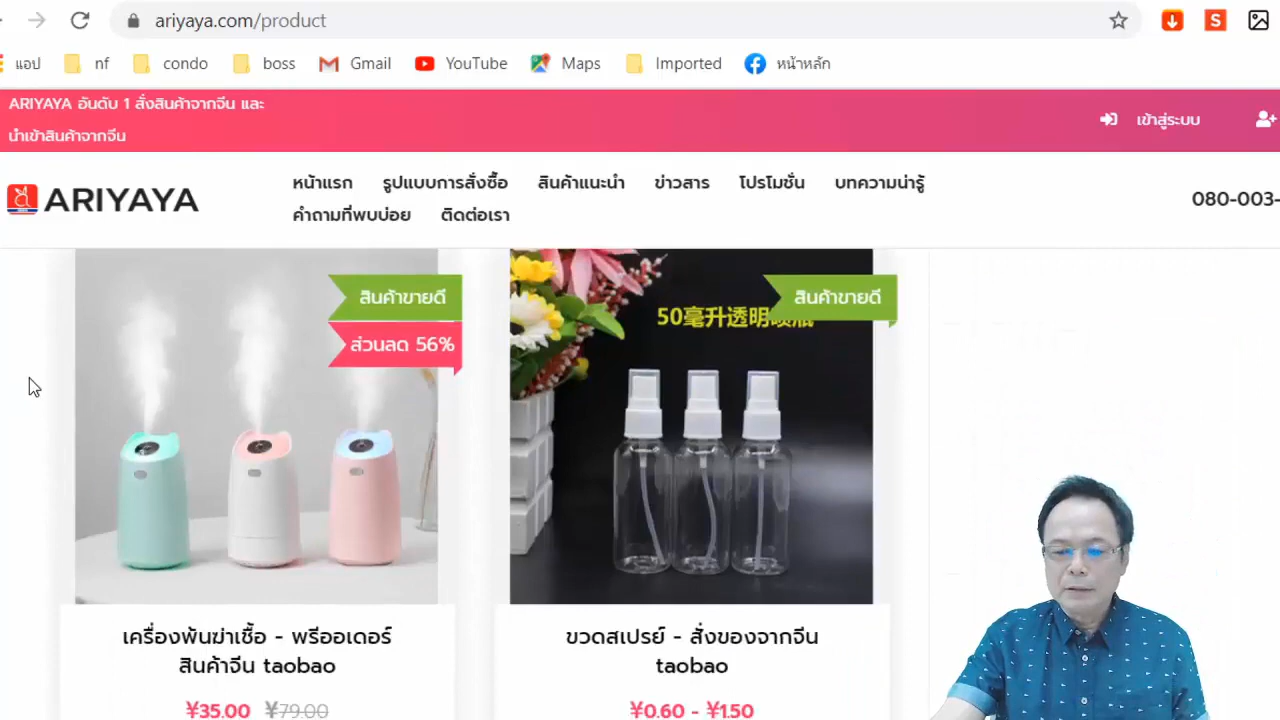 ariyaya.com/product
S
แอป nf condo boss Gmail YouTube Maps Imported หน้าหลัก
ARIYAYA อันดับ 1 สั่งสินค้าจากจีน และ
นำเข้าสินค้าจากจีน
เข้าสู่ระบบ
ARIYAYA
หน้าแรก รูปแบบการสั่งซื้อ สินค้าแนะนำ ข่าวสาร โปรโมชั่น บทความน่ารู้
คำถามที่พบบ่อย ติดต่อเรา
080-003-
สินค้าขายดี
ส่วนลด 56%
สินค้าขายดี
50毫升透明喷瓶
เครื่องพ้นฆ่าเชื้อ - พรีออเดอร์
สินค้าจีน taobao
¥35.00 ¥79.00
ขวดสเปรย์ - สั่งของจากจีน
taobao
¥0.60 - ¥1.50